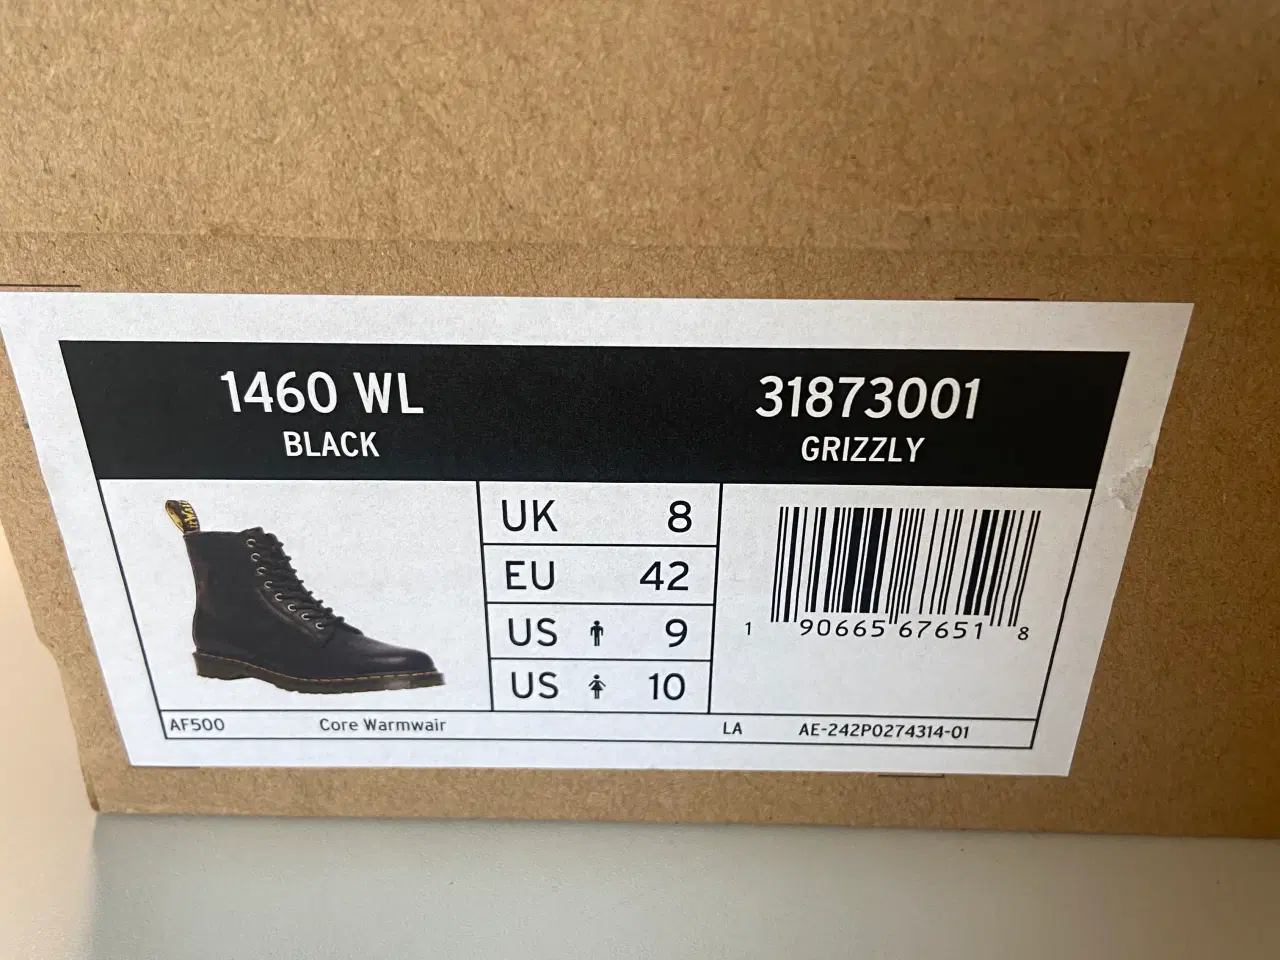 1460 WL
BLACK
31873001
GRIZZLY
UK 8
EU 42
US 9
US 10
1 90665 67651 8
AF500 Core Warmwair LA AE-242P0274314-01